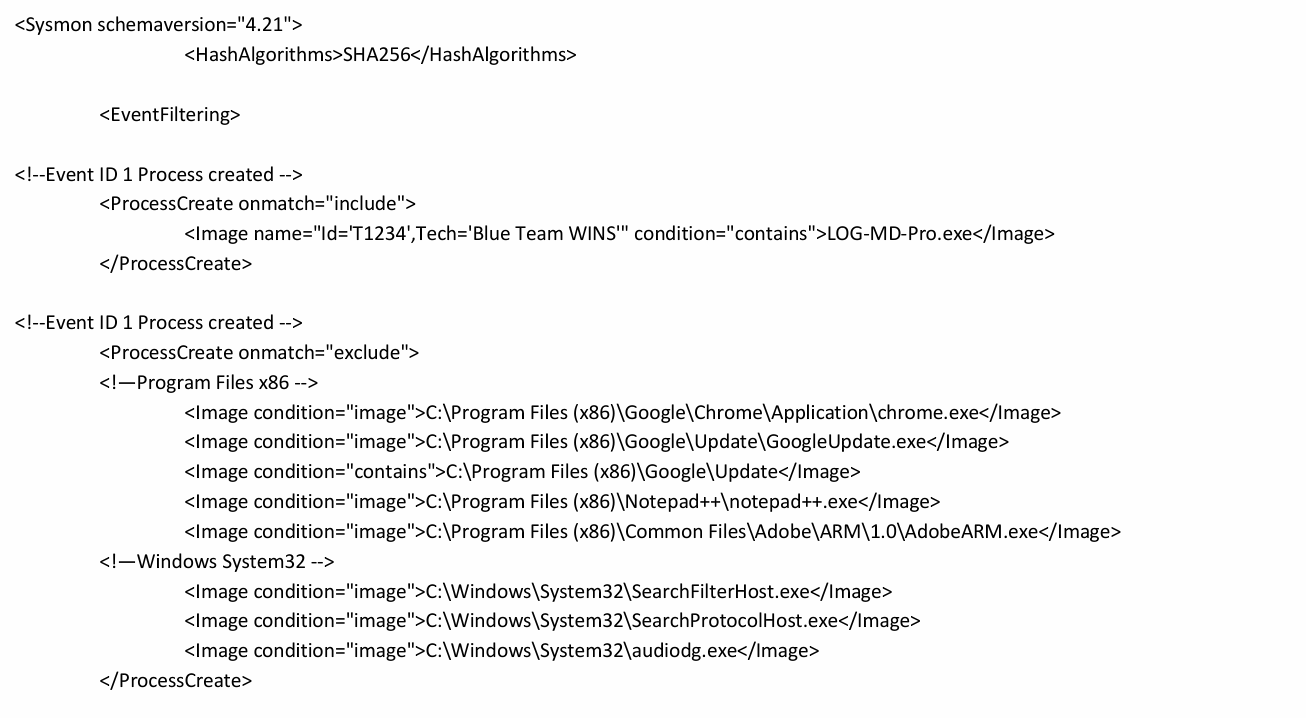 <Sysmon schemaversion="4.21">
<HashAlgorithms>SHA256</HashAlgorithms>
<EventFiltering>
<!--Event ID 1 Process created -->
<ProcessCreate onmatch="include">
<Image name="Id='T1234',Tech='Blue Team WINS'" condition="contains">LOG-MD-Pro.exe</Image>
</ProcessCreate>
<!--Event ID 1 Process created -->
<ProcessCreate onmatch="exclude">
<!—Program Files x86 -->
<Image condition="image">C:\Program Files (x86)\Google\Chrome\Application\chrome.exe</Image>
<Image condition="image">C:\Program Files (x86)\Google\Update\GoogleUpdate.exe</Image>
<Image condition="contains">C:\Program Files (x86)\Google\Update</Image>
<Image condition="image">C:\Program Files (x86)\Notepad++\notepad++.exe</Image>
<Image condition="image">C:\Program Files (x86)\Common Files\Adobe\ARM\1.0\AdobeARM.exe</Image>
<!—Windows System32 -->
<Image condition="image">C:\Windows\System32\SearchFilterHost.exe</Image>
<Image condition="image">C:\Windows\System32\SearchProtocolHost.exe</Image>
<Image condition="image">C:\Windows\System32\audiodg.exe</Image>
</ProcessCreate>